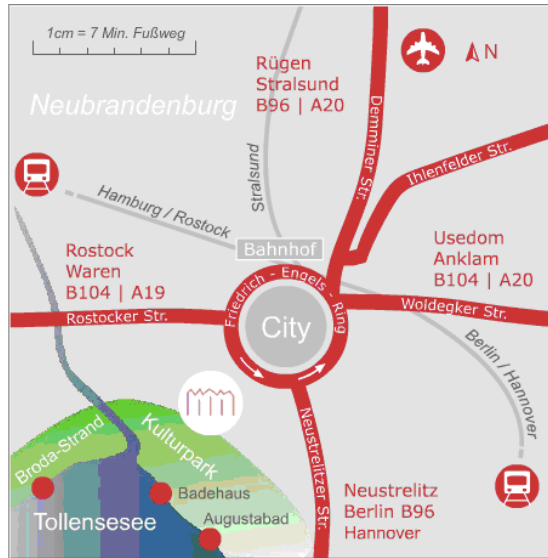 1cm = 7 Min. Fußweg
Neubrandenburg
Rügen
Stralsund
B96 | A20
N
Demminer Str.
Ihlenfelder Str.
Stralsund
Hamburg / Rostock
Bahnhof
Rostock
Waren
B104 | A19
Usedom
Anklam
B104 | A20
Friedrich - Engels - Ring
City
Rostocker Str.
Woldegker Str.
Berlin / Hannover
Neustrelitzer Str.
Broda-Strand
Kulturpark
Badehaus
Augustabad
Tollensesee
Neustrelitz
Berlin B96
Hannover